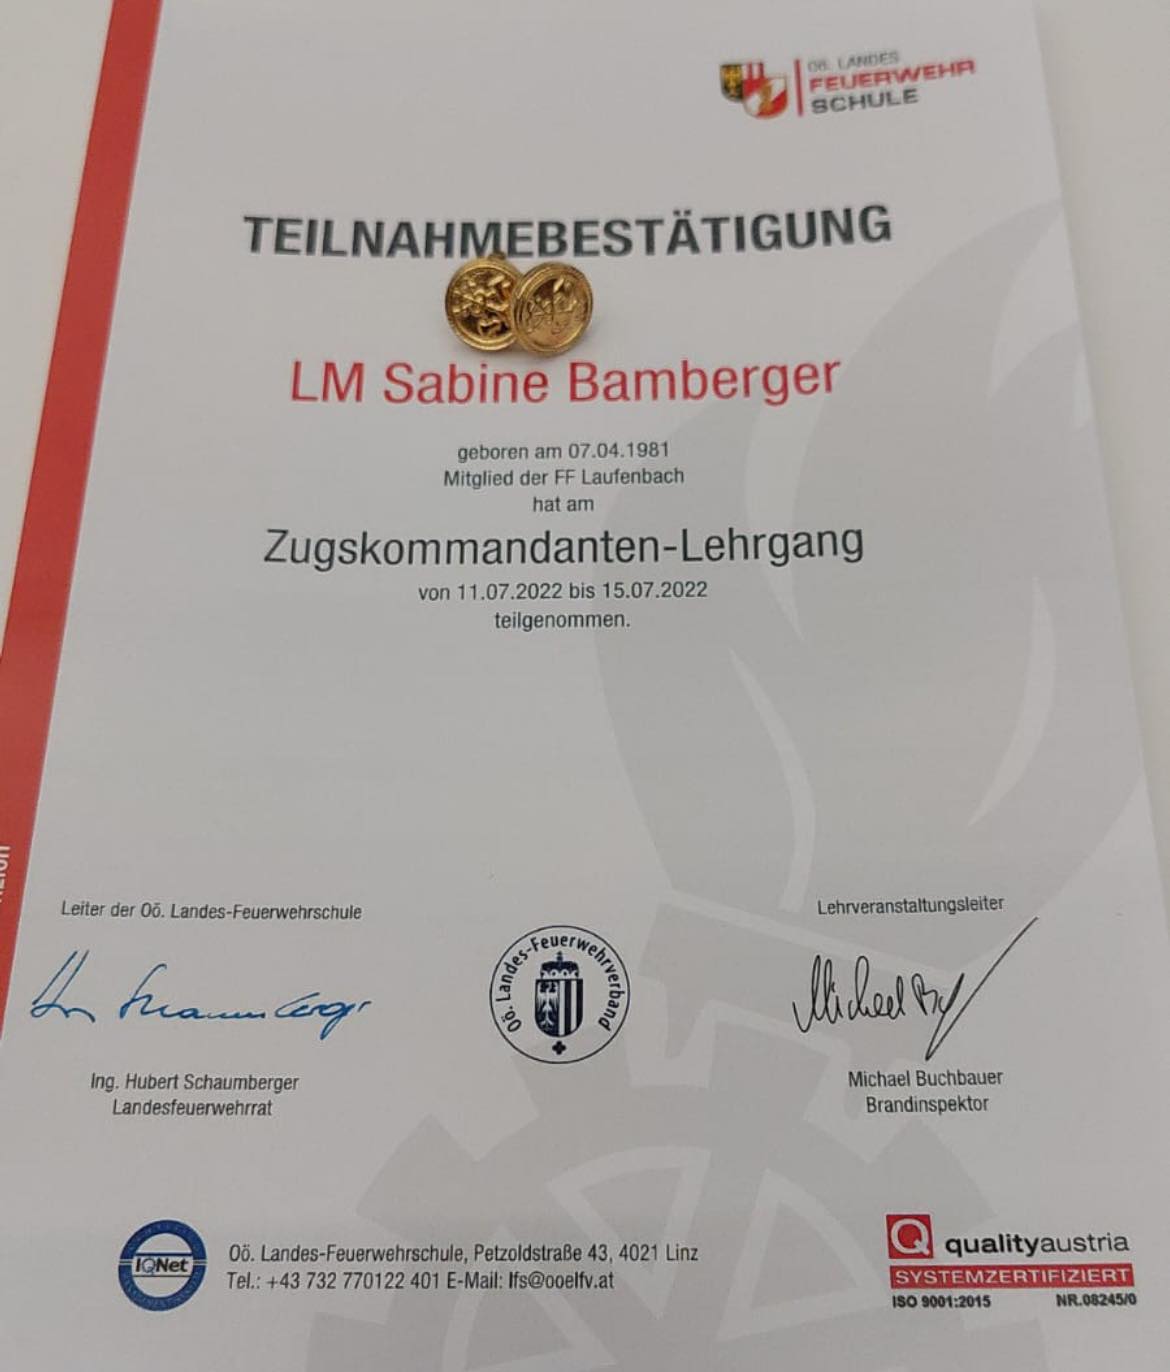 OÖ. LANDES
FEUERWEHR
SCHULE
TEILNAHMEBESTÄTIGUNG
LM Sabine Bamberger
geboren am 07.04.1981
Mitglied der FF Laufenbach
hat am
Zugskommandanten-Lehrgang
von 11.07.2022 bis 15.07.2022
teilgenommen.
Leiter der Oö. Landes-Feuerwehrschule
Lehrveranstaltungsleiter
Oö. Landes-Feuerwehrverband
Ing. Hubert Schaumberger
Landesfeuerwehrrat
Michael Buchbauer
Brandinspektor
IQNet
Oö. Landes-Feuerwehrschule, Petzoldstraße 43, 4021 Linz
Tel.: +43 732 770122 401 E-Mail: lfs@ooelfv.at
Q qualityaustria
SYSTEMZERTIFIZIERT
ISO 9001:2015 NR.08245/0